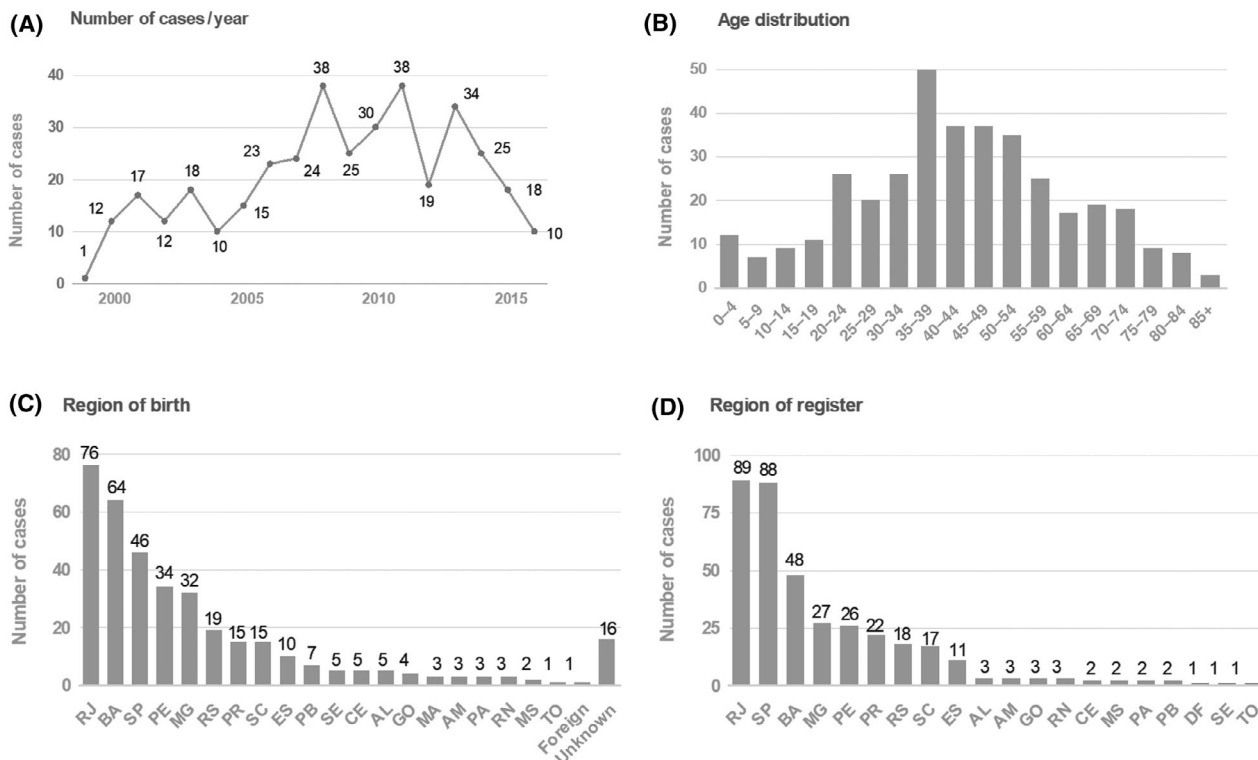 (A) Number of cases/year
Number of cases
40
30
20
10
0
1
12
17
12
18
10
15
23
24
38
25
30
38
19
34
25
18
10
2000 2005 2010 2015
(B) Age distribution
Number of cases
50
40
30
20
10
0
0–4 5–9 10–14 15–19 20–24 25–29 30–34 35–39 40–44 45–49 50–54 55–59 60–64 65–69 70–74 75–79 80–84 85+
(C) Region of birth
Number of cases
80
60
40
20
0
76 64 46 34 32 19 15 15 10 7 5 5 5 4 3 3 3 3 2 1 1 16
RJ BA SP PE MG RS PR SC ES PB SE CE AL GO MA AM PA RN MS TO Foreign Unknown
(D) Region of register
Number of cases
100
75
50
25
0
89 88 48 27 26 22 18 17 11 3 3 3 3 2 2 2 2 1 1 1
RJ SP BA MG PE PR RS SC ES AL AM GO RN CE MS PA PB DF SE TO